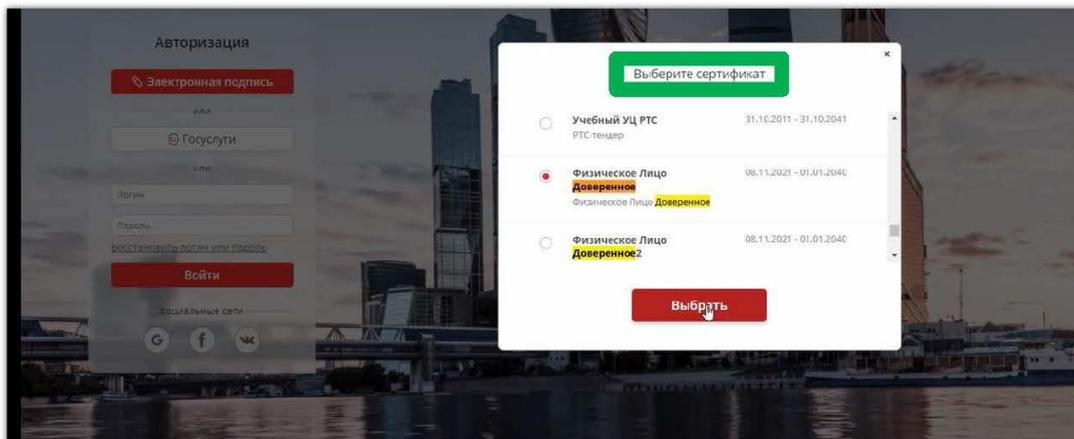 Авторизация
Электронная подпись
или
Госуслуги
или
Логин
Пароль
Восстановить логин или пароль
Войти
социальные сети
G f
Выберите сертификат
×
Учебный УЦ РТС 31.10.2011 - 31.10.2041
РТС-тендер
Физическое Лицо 08.11.2021 - 01.01.2040
Доверенное
Физическое Лицо Доверенное
Физическое Лицо 08.11.2021 - 01.01.2040
Доверенное2
Выбрать